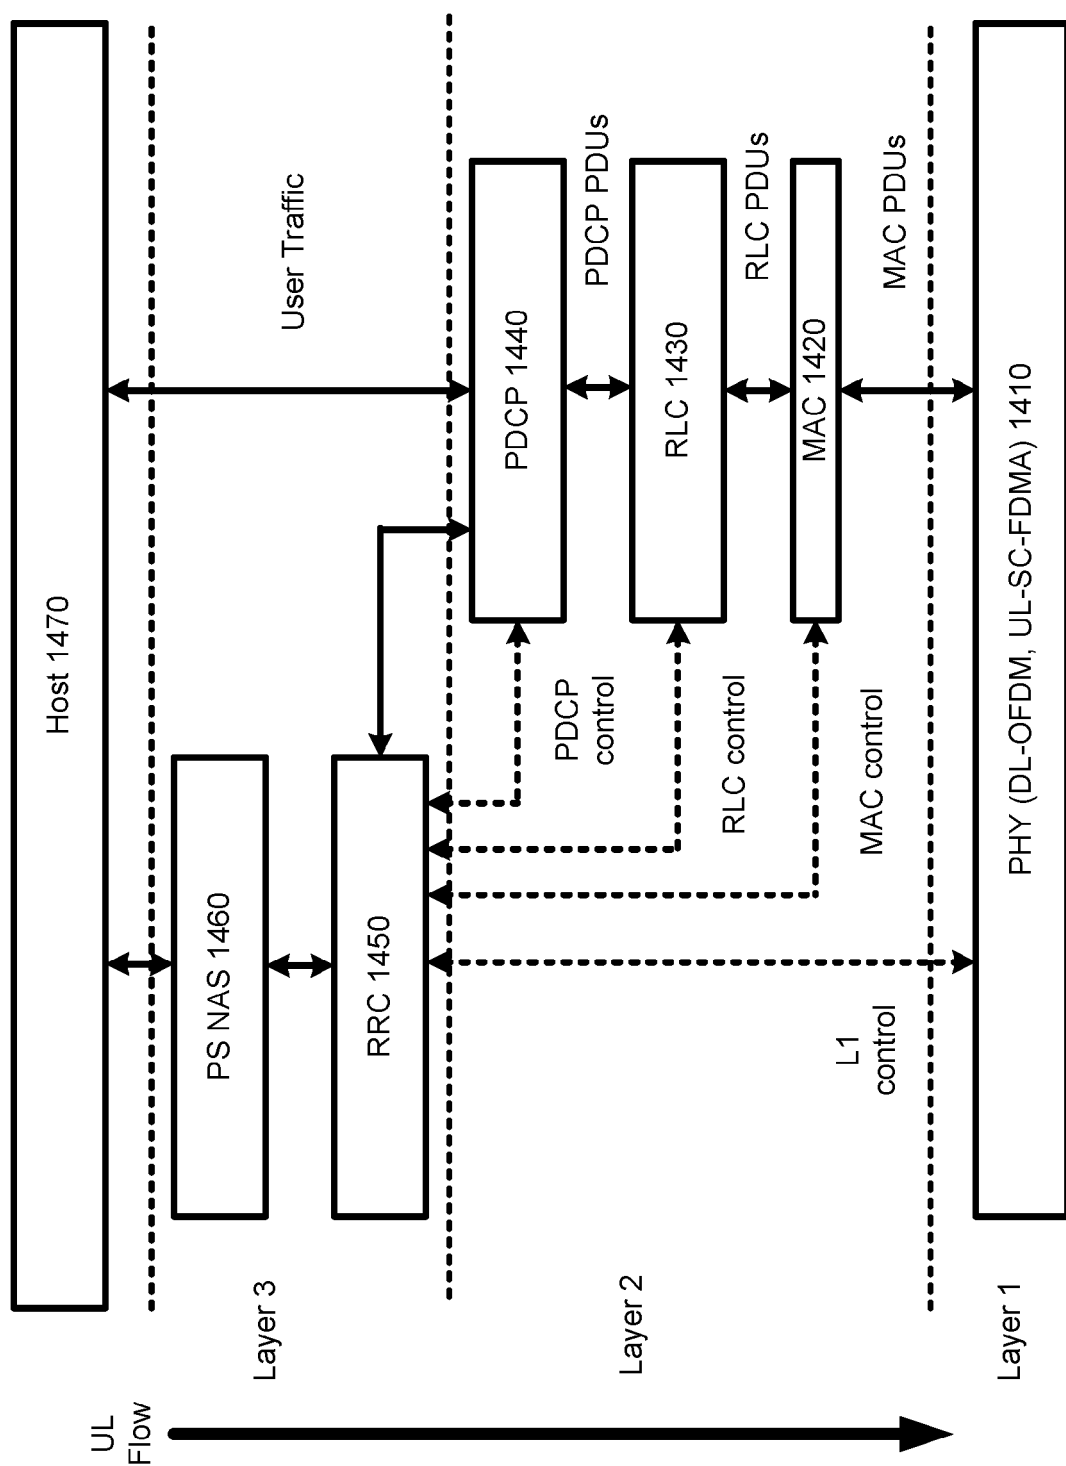 Host 1470
UL
Flow
Layer 3
PS NAS 1460
User Traffic
RRC 1450
Layer 2
PDCP 1440
PDCP
control
PDCP PDUs
RLC 1430
RLC control
RLC PDUs
MAC 1420
MAC control
MAC PDUs
L1
control
Layer 1
PHY (DL-OFDM, UL-SC-FDMA) 1410